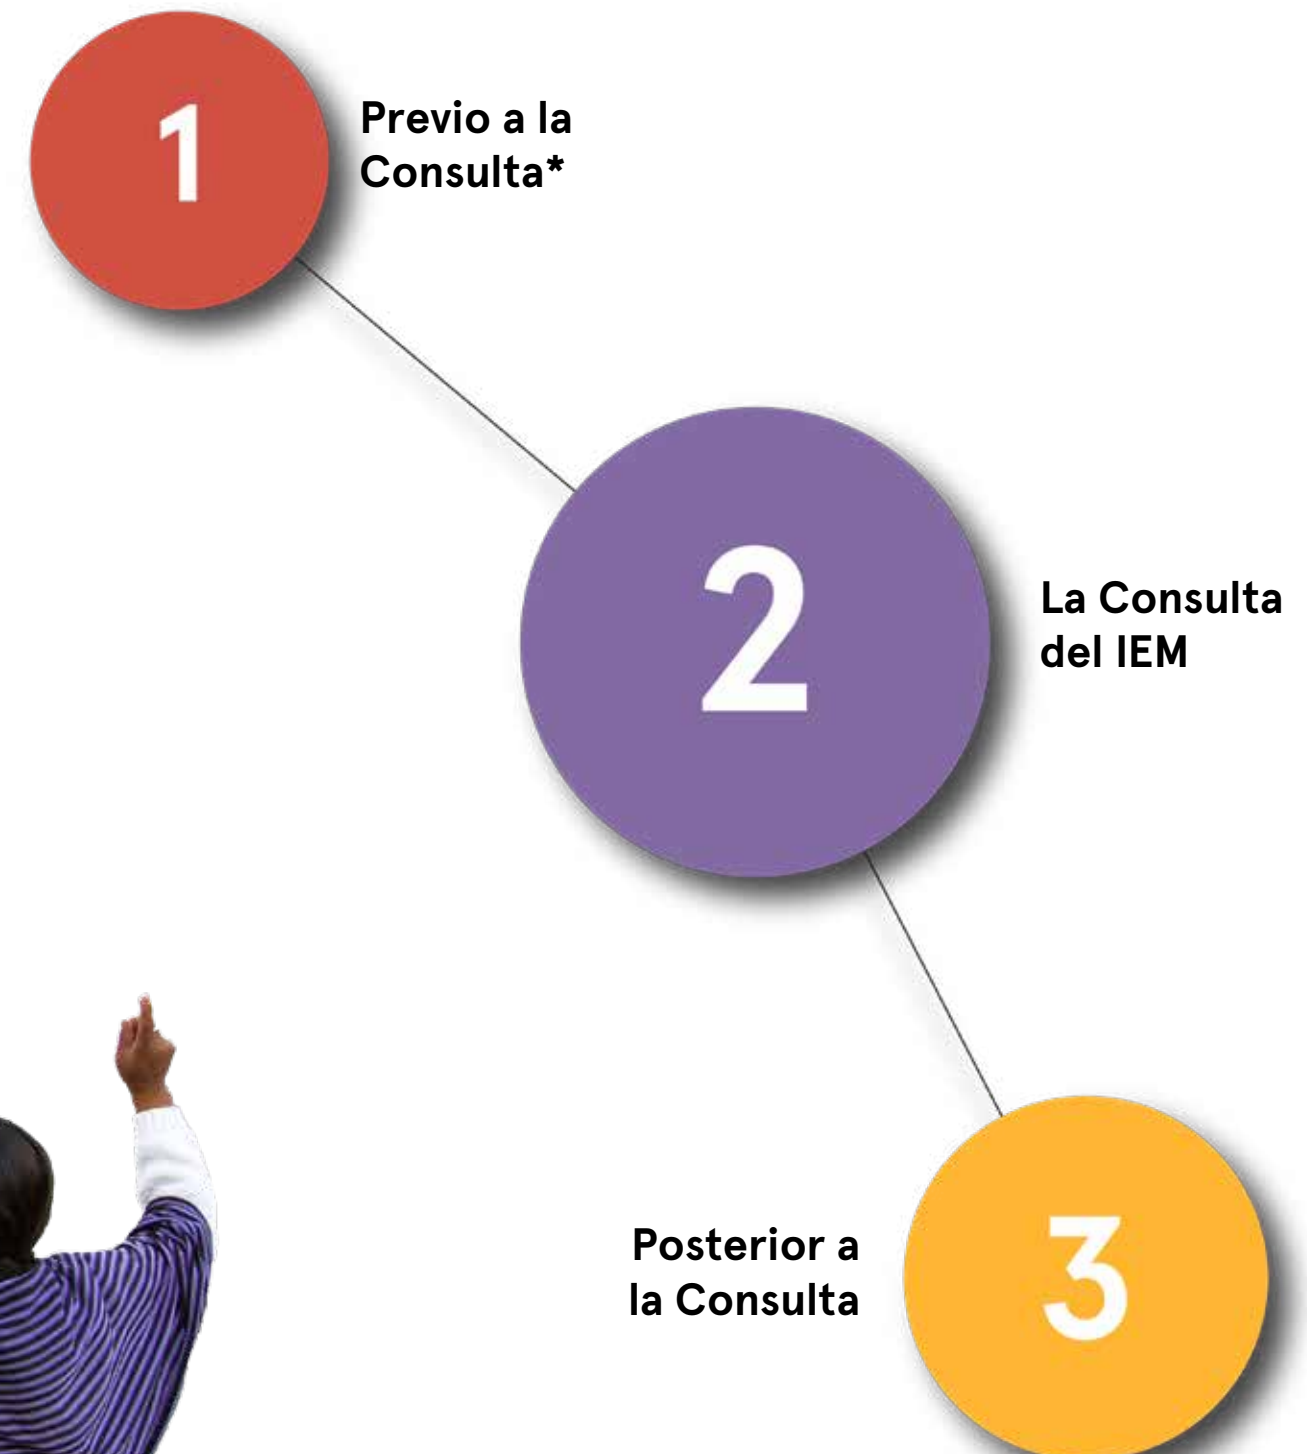 1
Previo a la
Consulta*
2
La Consulta
del IEM
Posterior a
la Consulta
3